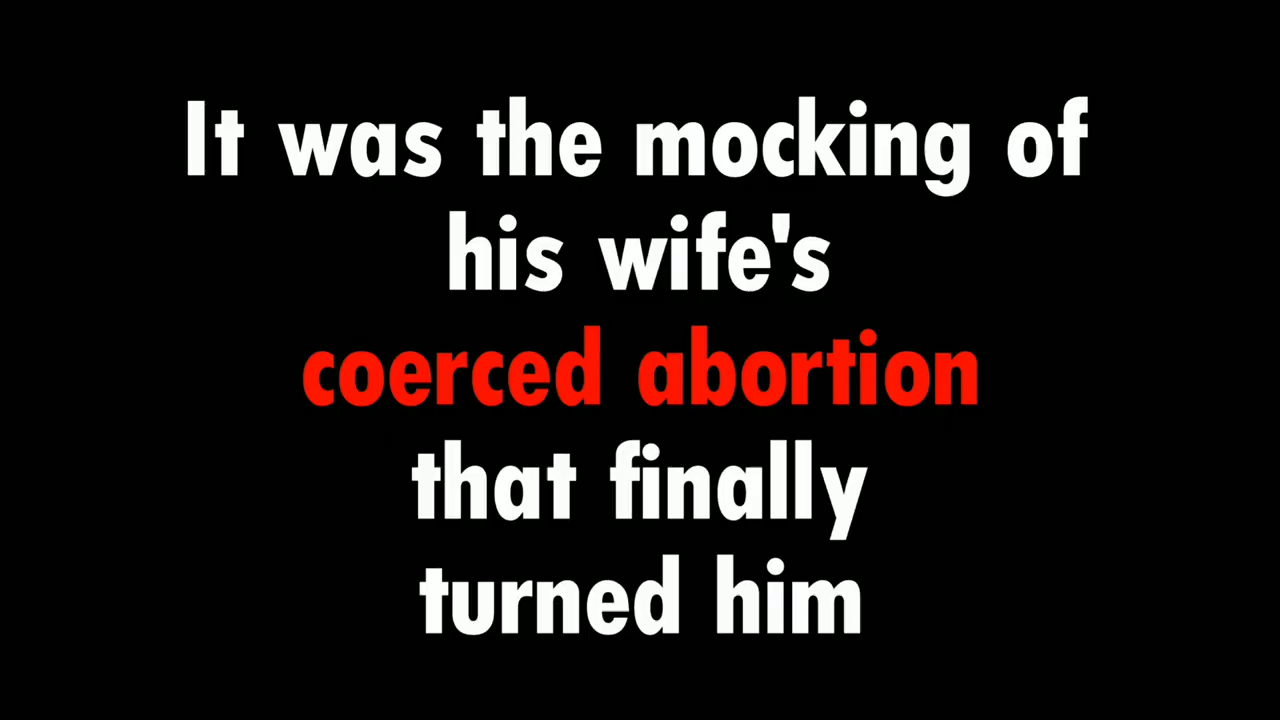 It was the mocking of
his wife's
coerced abortion
that finally
turned him